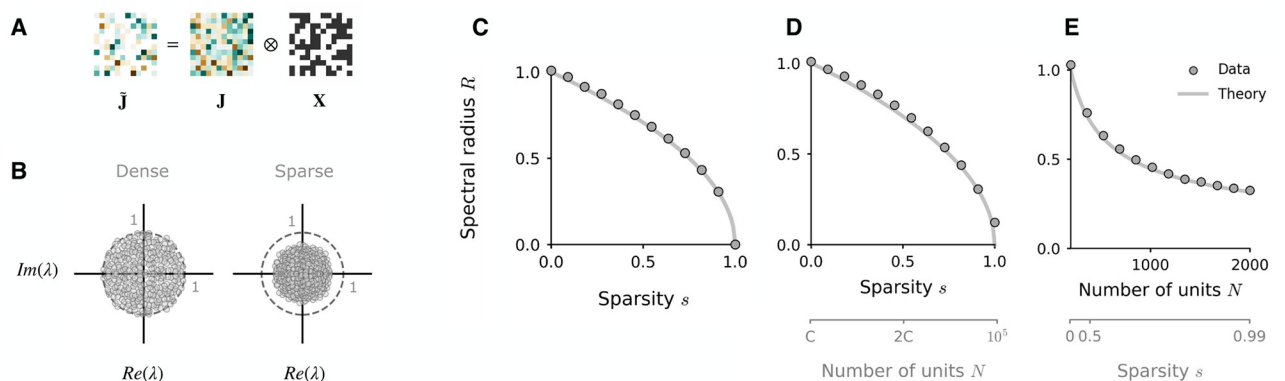 A
=
⊗
J̃
J
X
B
Dense
Sparse
1
1
Im(λ)
1
1
Re(λ)
Re(λ)
C
Spectral radius R
1.0
0.5
0.0
0.0
0.5
1.0
Sparsity s
D
1.0
0.5
0.0
0.0
0.5
1.0
Sparsity s
C
2C
10⁵
Number of units N
E
1.0
0.5
0.0
Data
Theory
1000
2000
Number of units N
0
0.5
0.99
Sparsity s